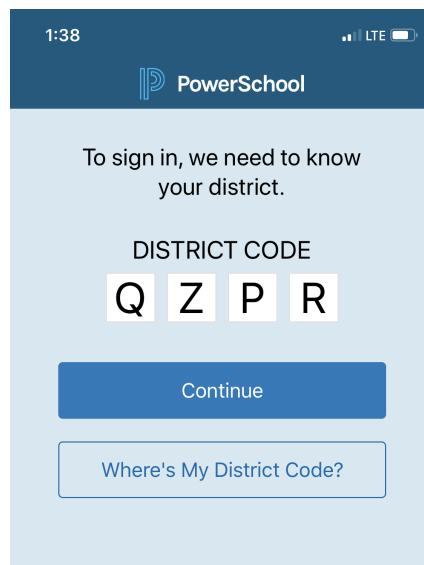 1:38 LTE
PowerSchool
To sign in, we need to know
your district.
DISTRICT CODE
Q Z P R
Continue
Where's My District Code?